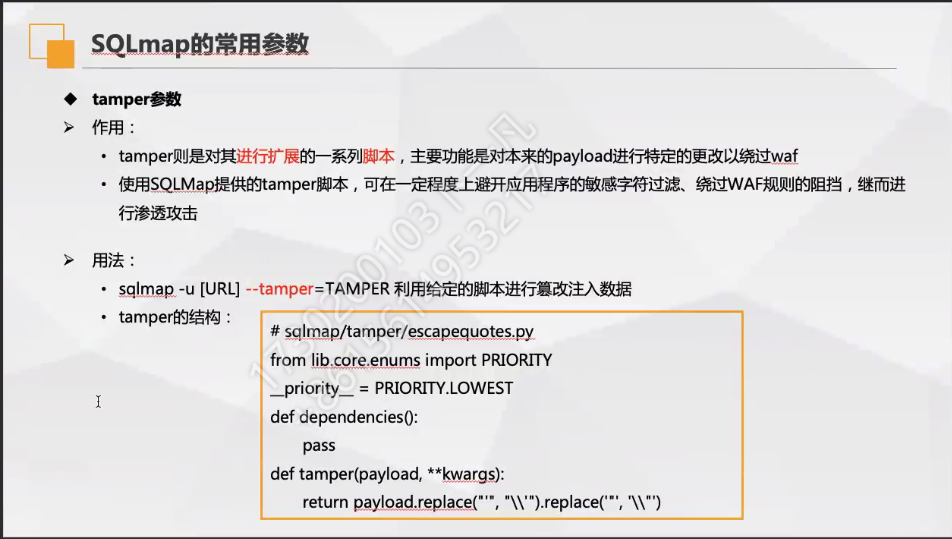 SQLmap的常用参数
◆ tamper参数
➢ 作用：
• tamper则是对其进行扩展的一系列脚本，主要功能是对本来的payload进行特定的更改以绕过waf
• 使用SQLMap提供的tamper脚本，可在一定程度上避开应用程序的敏感字符过滤、绕过WAF规则的阻挡，继而进
行渗透攻击
➢ 用法：
• sqlmap -u [URL] --tamper=TAMPER 利用给定的脚本进行篡改注入数据
• tamper的结构：
# sqlmap/tamper/escapequotes.py
from lib.core.enums import PRIORITY
__priority__ = PRIORITY.LOWEST
def dependencies():
pass
def tamper(payload, **kwargs):
return payload.replace("'", "\\'").replace('"', '\\"')